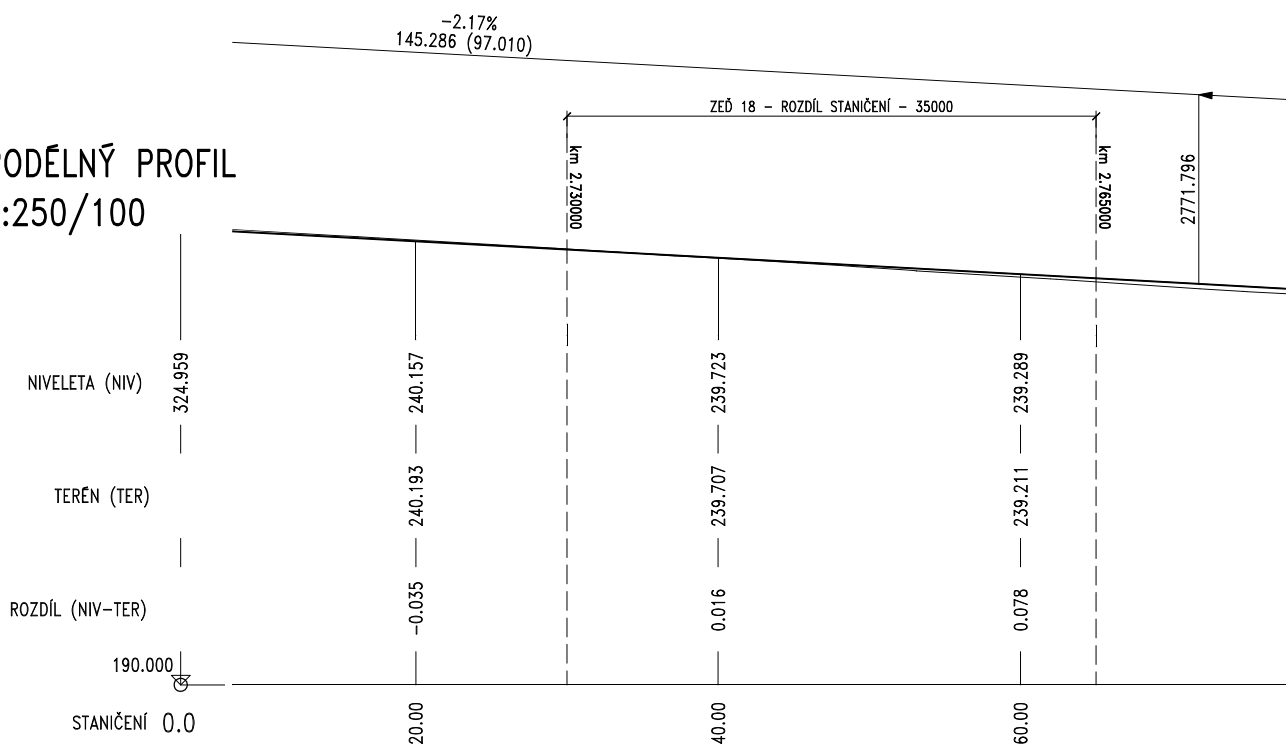 -2.17%
145.286 (97.010)
ZEĎ 18 - ROZDÍL STANIČENÍ - 35000
km 2.730000
km 2.765000
2771.796
PODÉLNÝ PROFIL
:250/100
NIVELETA (NIV)
324.959
240.157
239.723
239.289
TERÉN (TER)
240.193
239.707
239.211
ROZDÍL (NIV-TER)
-0.035
0.016
0.078
190.000
STANIČENÍ 0.0
20.00
40.00
60.00